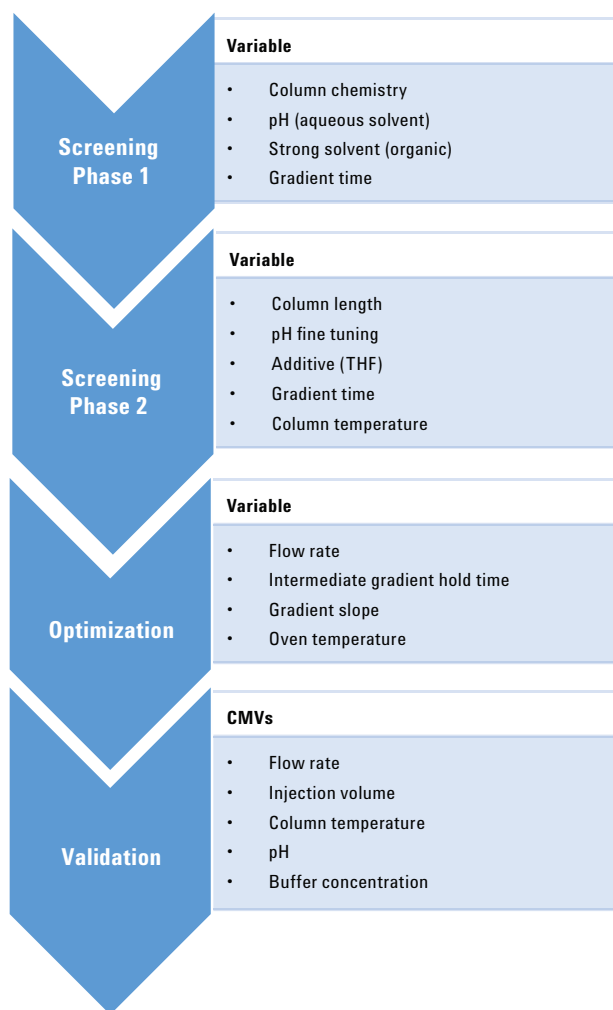 Screening
Phase 1
Variable
• Column chemistry
• pH (aqueous solvent)
• Strong solvent (organic)
• Gradient time
Screening
Phase 2
Variable
• Column length
• pH fine tuning
• Additive (THF)
• Gradient time
• Column temperature
Optimization
Variable
• Flow rate
• Intermediate gradient hold time
• Gradient slope
• Oven temperature
Validation
CMVs
• Flow rate
• Injection volume
• Column temperature
• pH
• Buffer concentration